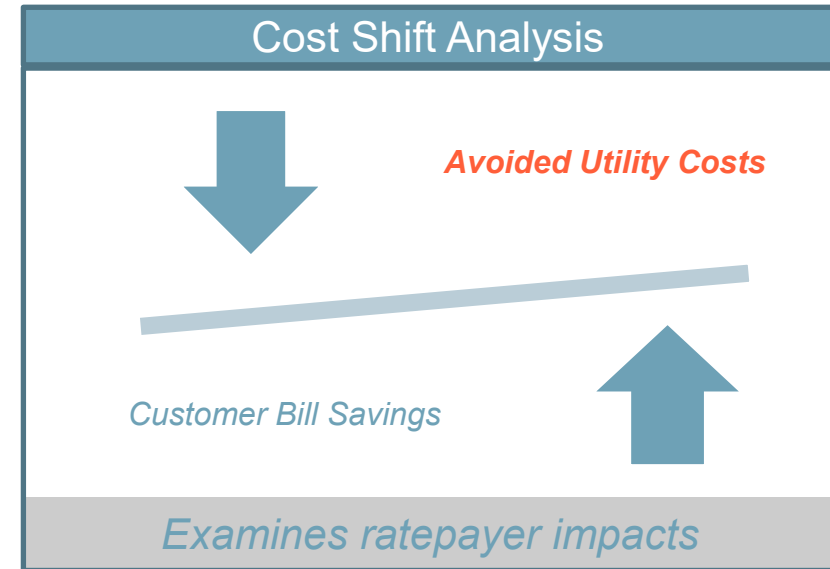 Cost Shift Analysis
Avoided Utility Costs
Customer Bill Savings
Examines ratepayer impacts